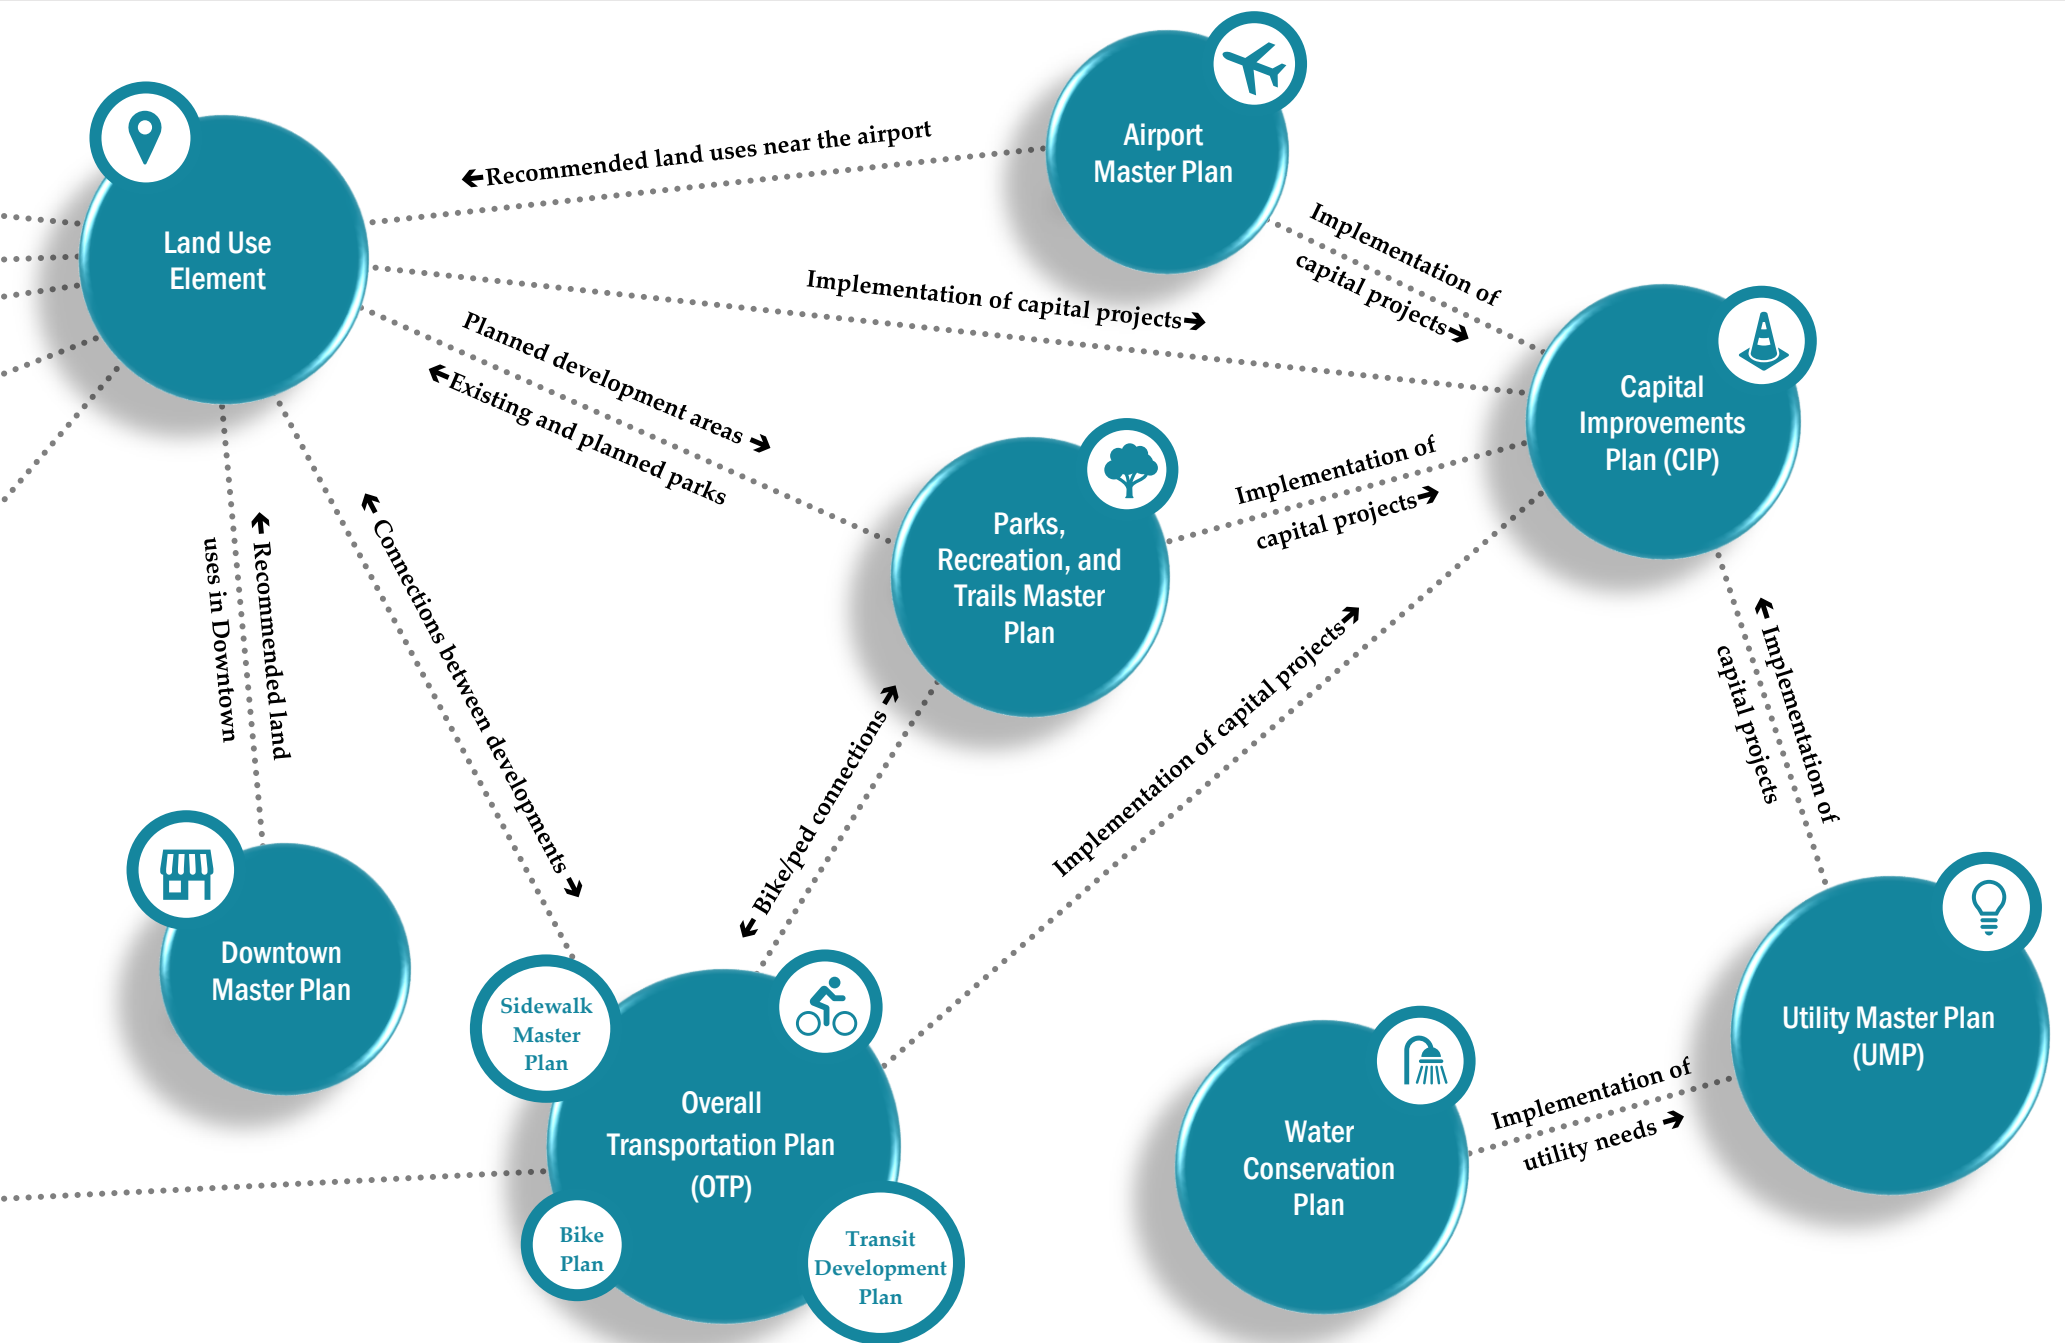 Airport
Master Plan
←Recommended land uses near the airport
Land Use
Element
Implementation of
capital projects→
Implementation of capital projects→
Planned development areas →
←Existing and planned parks
Capital
Improvements
Plan (CIP)
Implementation of
capital projects→
Parks,
Recreation, and
Trails Master
Plan
← Recommended land
uses in Downtown
← Connections between developments →
← Bike/ped connections →
Implementation of capital projects→
← Implementation of
capital projects
Downtown
Master Plan
Sidewalk
Master
Plan
Overall
Transportation Plan
(OTP)
Bike
Plan
Transit
Development
Plan
Water
Conservation
Plan
Implementation of
utility needs →
Utility Master Plan
(UMP)